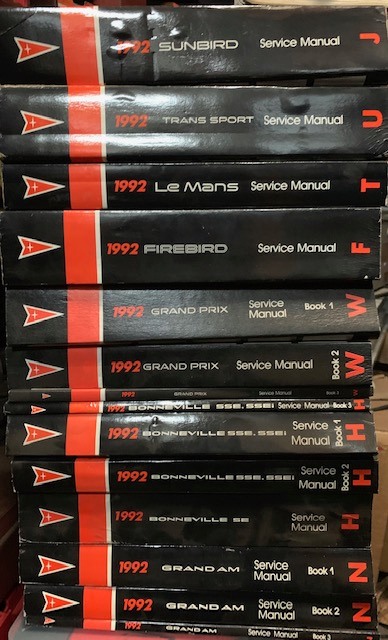 1992 SUNBIRD Service Manual J
1992 TRANS SPORT Service Manual U
1992 Le Mans Service Manual T
1992 FIREBIRD Service Manual F
1992 GRAND PRIX Service Manual Book 1 W
1992 GRAND PRIX Service Manual Book 2 W
1992 GRAND PRIX Service Manual Book 3 W
1992 BONNEVILLE SSE, SSEi Service Manual Book 3 H
1992 BONNEVILLE SSE, SSEi Service Manual Book 1 H
1992 BONNEVILLE SSE, SSEi Service Manual Book 2 H
1992 BONNEVILLE SE Service Manual H
1992 GRAND AM Service Manual Book 1 N
1992 GRAND AM Service Manual Book 2 N
1992 GRAND AM Service Manual Book 3